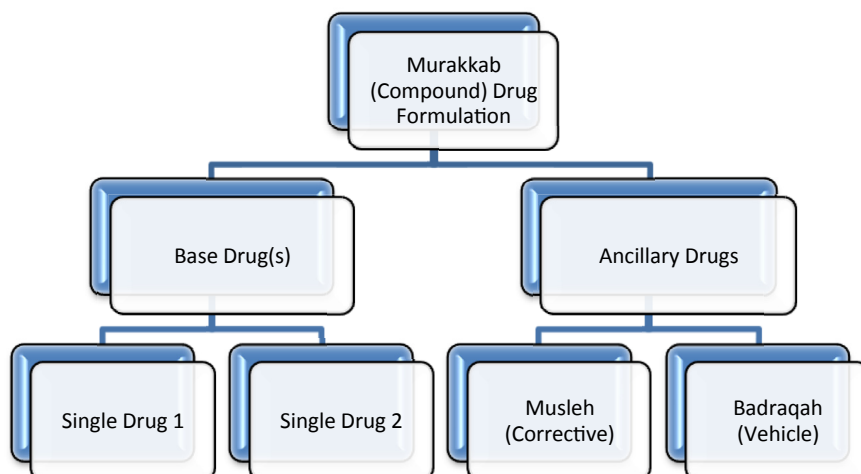 Murakkab
(Compound) Drug
Formulation
Base Drug(s)
Ancillary Drugs
Single Drug 1
Single Drug 2
Musleh
(Corrective)
Badraqah
(Vehicle)